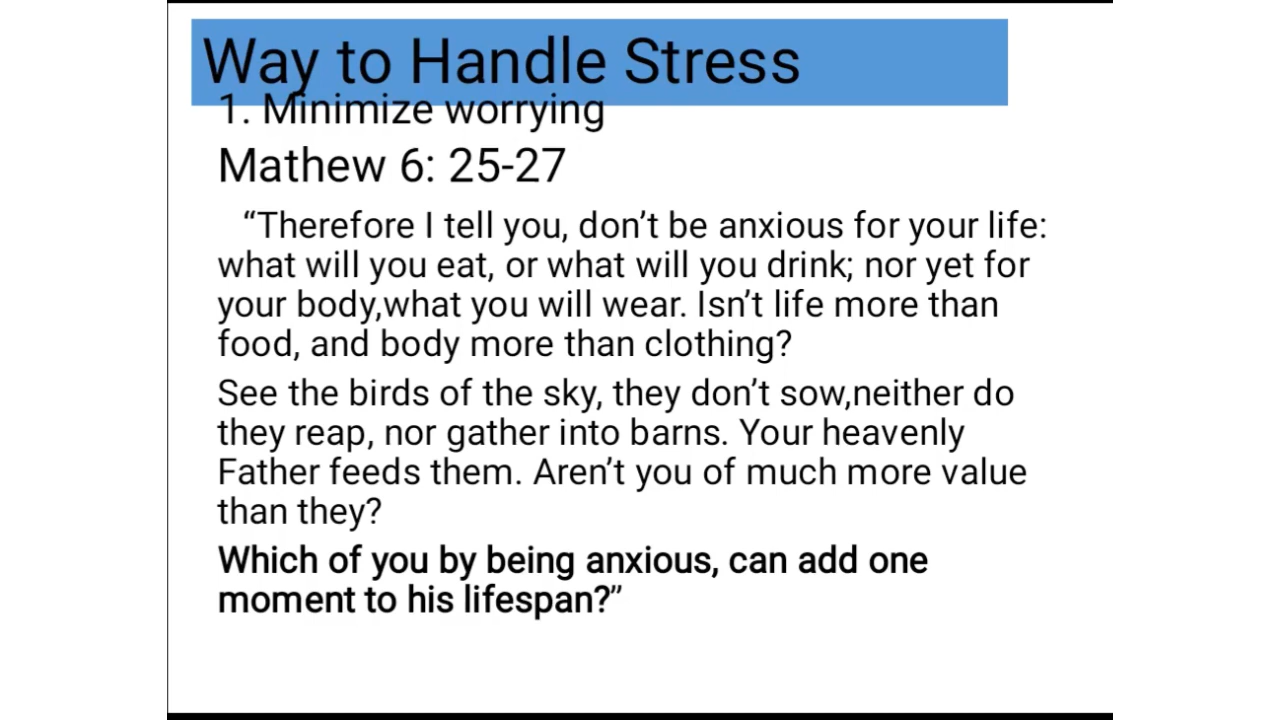 Way to Handle Stress
1. Minimize worrying
Mathew 6: 25-27
“Therefore I tell you, don’t be anxious for your life:
what will you eat, or what will you drink; nor yet for
your body,what you will wear. Isn’t life more than
food, and body more than clothing?
See the birds of the sky, they don’t sow,neither do
they reap, nor gather into barns. Your heavenly
Father feeds them. Aren’t you of much more value
than they?
Which of you by being anxious, can add one
moment to his lifespan?”